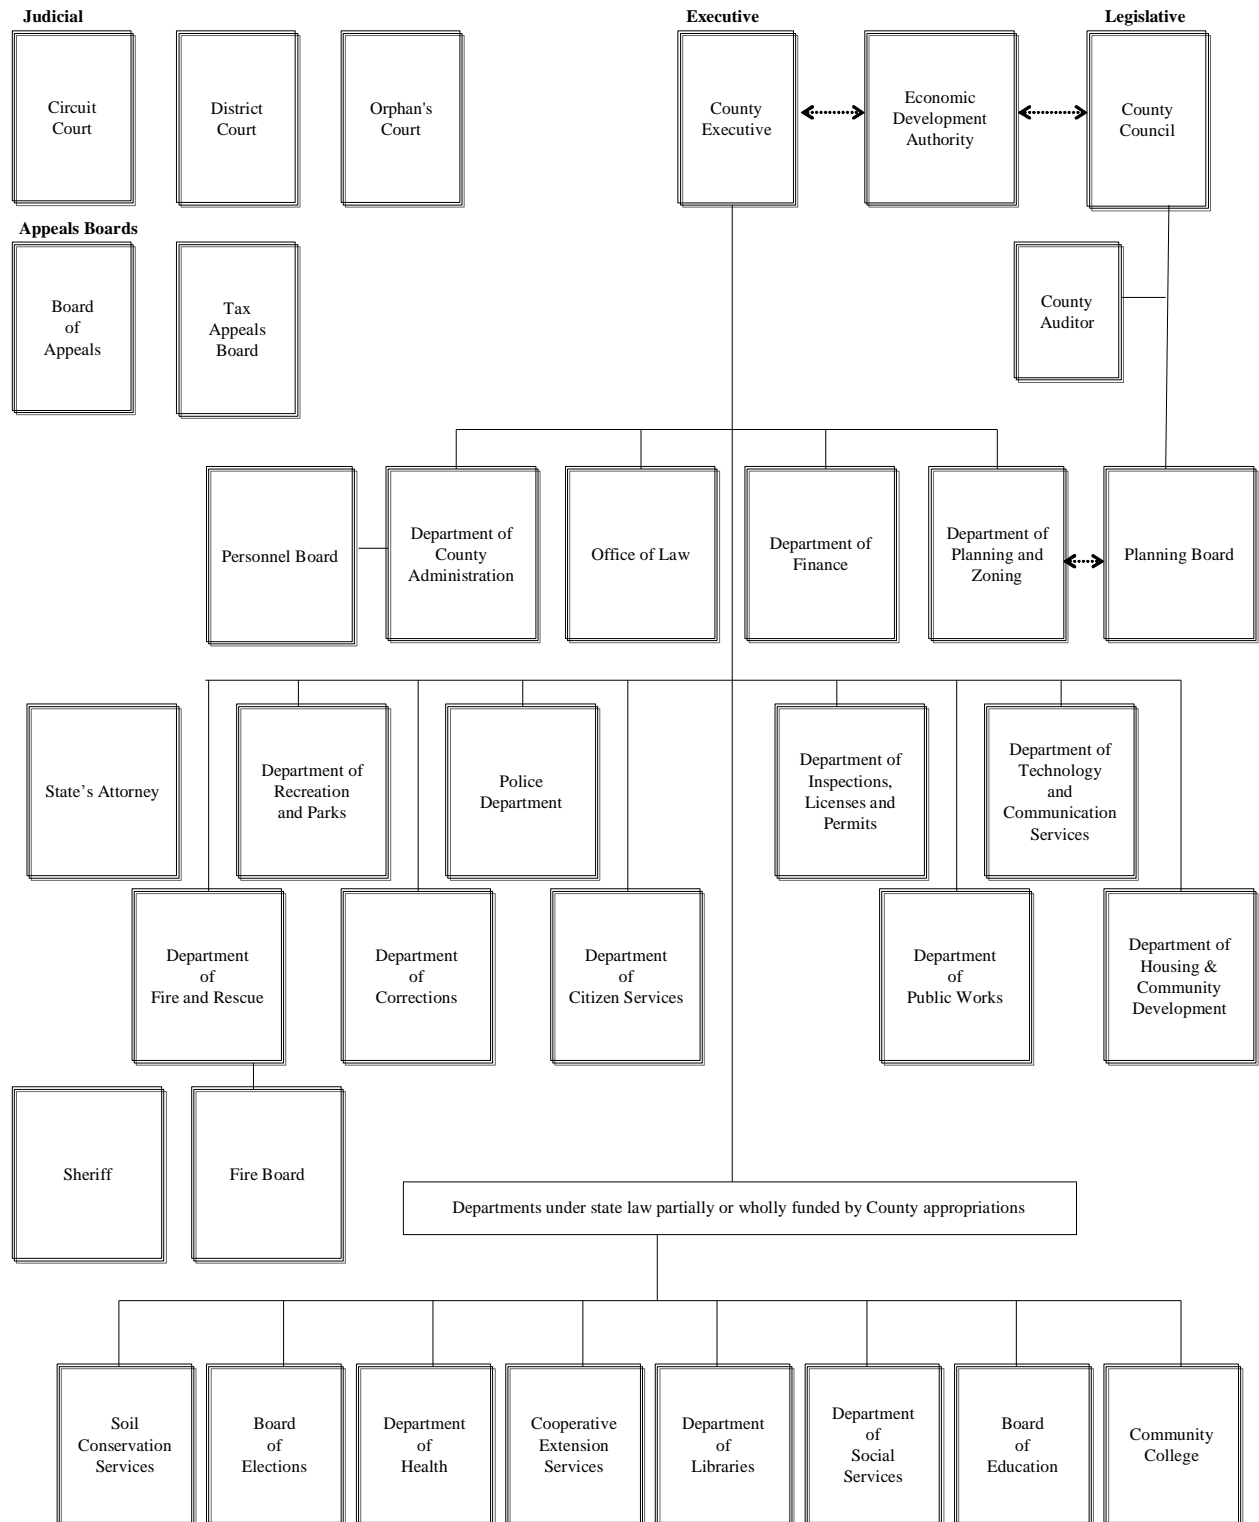 Judicial
Executive
Legislative
Circuit
Court
District
Court
Orphan's
Court
County
Executive
Economic
Development
Authority
County
Council
Appeals Boards
Board
of
Appeals
Tax
Appeals
Board
County
Auditor
Personnel Board
Department of
County
Administration
Office of Law
Department of
Finance
Department of
Planning and
Zoning
Planning Board
State’s Attorney
Department of
Recreation
and Parks
Police
Department
Department of
Inspections,
Licenses and
Permits
Department of
Technology
and
Communication
Services
Department
of
Fire and Rescue
Department
of
Corrections
Department
of
Citizen Services
Department
of
Public Works
Department of
Housing &
Community
Development
Sheriff
Fire Board
Departments under state law partially or wholly funded by County appropriations
Soil
Conservation
Services
Board
of
Elections
Department
of
Health
Cooperative
Extension
Services
Department
of
Libraries
Department
of
Social
Services
Board
of
Education
Community
College